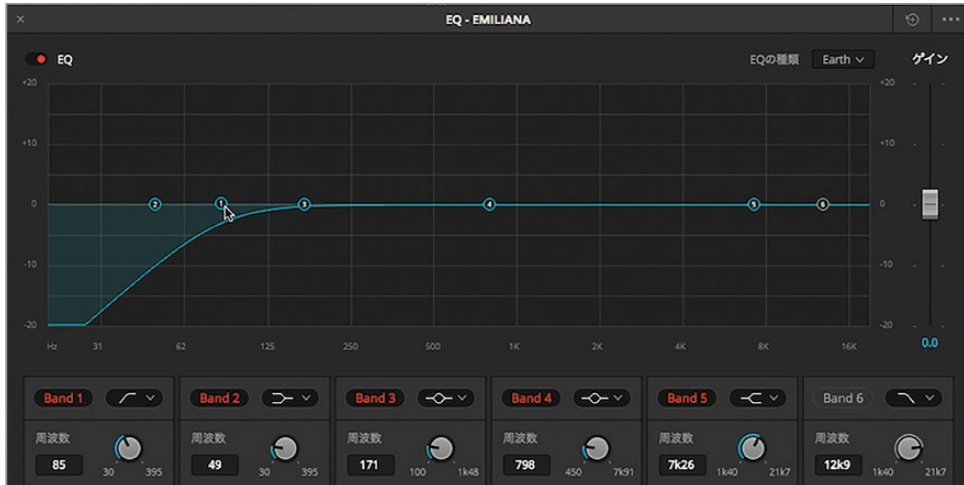 EQ - EMILIANA
EQ EQの種類 Earth ゲイン
+20 +20
+10 +10
0 2 1 3 4 5 6 0
-10 -10
-20 -20
Hz 31 62 125 250 500 1K 2K 4K 8K 16K 0.0
Band 1 Band 2 Band 3 Band 4 Band 5 Band 6
周波数 周波数 周波数 周波数 周波数 周波数
85 49 171 798 7k26 12k9
30 395 30 395 100 1k48 450 7k91 1k40 21k7 1k40 21k7